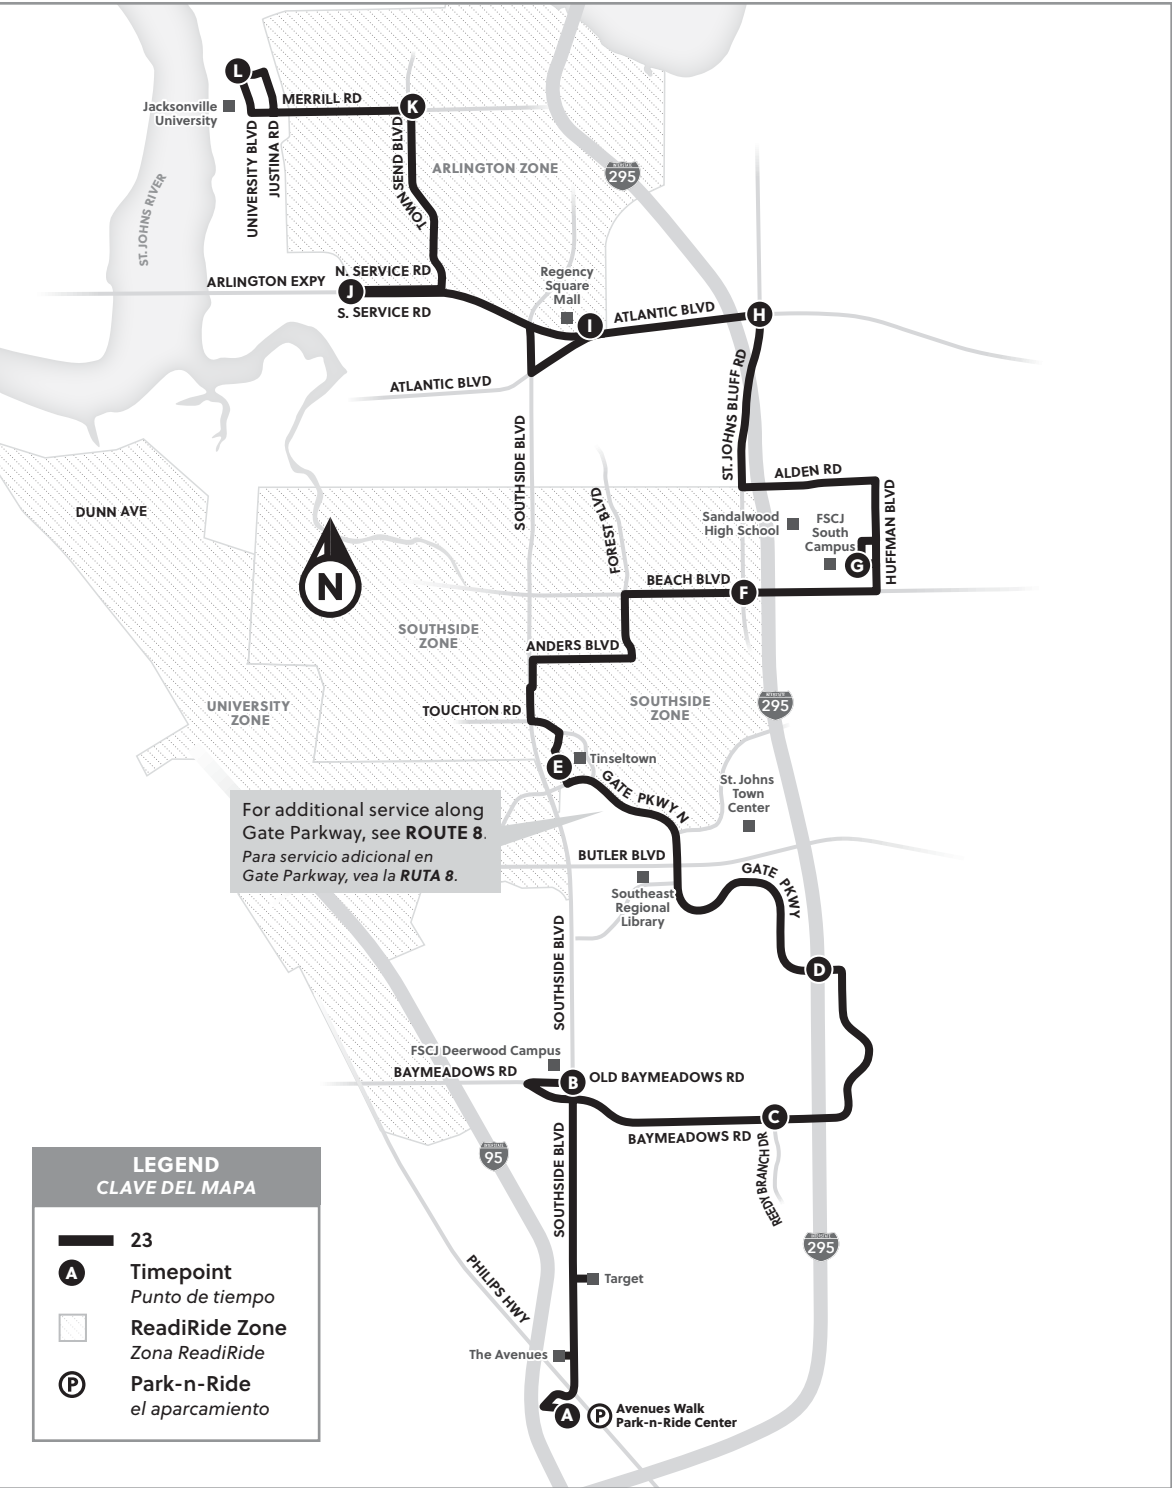 L
Jacksonville
University
MERRILL RD
K
UNIVERSITY BLVD
JUSTINA RD
TOWN SEND BLVD
ARLINGTON ZONE
295
ST. JOHNS RIVER
ARLINGTON EXPY
N. SERVICE RD
J
S. SERVICE RD
Regency
Square
Mall
I
ATLANTIC BLVD
H
ATLANTIC BLVD
ST. JOHNS BLUFF RD
SOUTHSIDE BLVD
ALDEN RD
DUNN AVE
FOREST BLVD
Sandalwood
High School
FSCJ
South
Campus
G
HUFFMAN BLVD
N
BEACH BLVD
F
SOUTHSIDE
ZONE
ANDERS BLVD
UNIVERSITY
ZONE
TOUCHTON RD
SOUTHSIDE
ZONE
295
E
Tinseltown
GATE PKWY N
St. Johns
Town
Center
For additional service along
Gate Parkway, see ROUTE 8.
Para servicio adicional en
Gate Parkway, vea la RUTA 8.
BUTLER BLVD
Southeast
Regional
Library
GATE PKWY
SOUTHSIDE BLVD
D
FSCJ Deerwood Campus
BAYMEADOWS RD
B
OLD BAYMEADOWS RD
C
BAYMEADOWS RD
REEDY BRANCH DR
SOUTHSIDE BLVD
95
295
PHILIPS HWY
Target
The Avenues
A
P
Avenues Walk
Park-n-Ride Center
LEGEND
CLAVE DEL MAPA
23
A
Timepoint
Punto de tiempo
ReadiRide Zone
Zona ReadiRide
P
Park-n-Ride
el aparcamiento